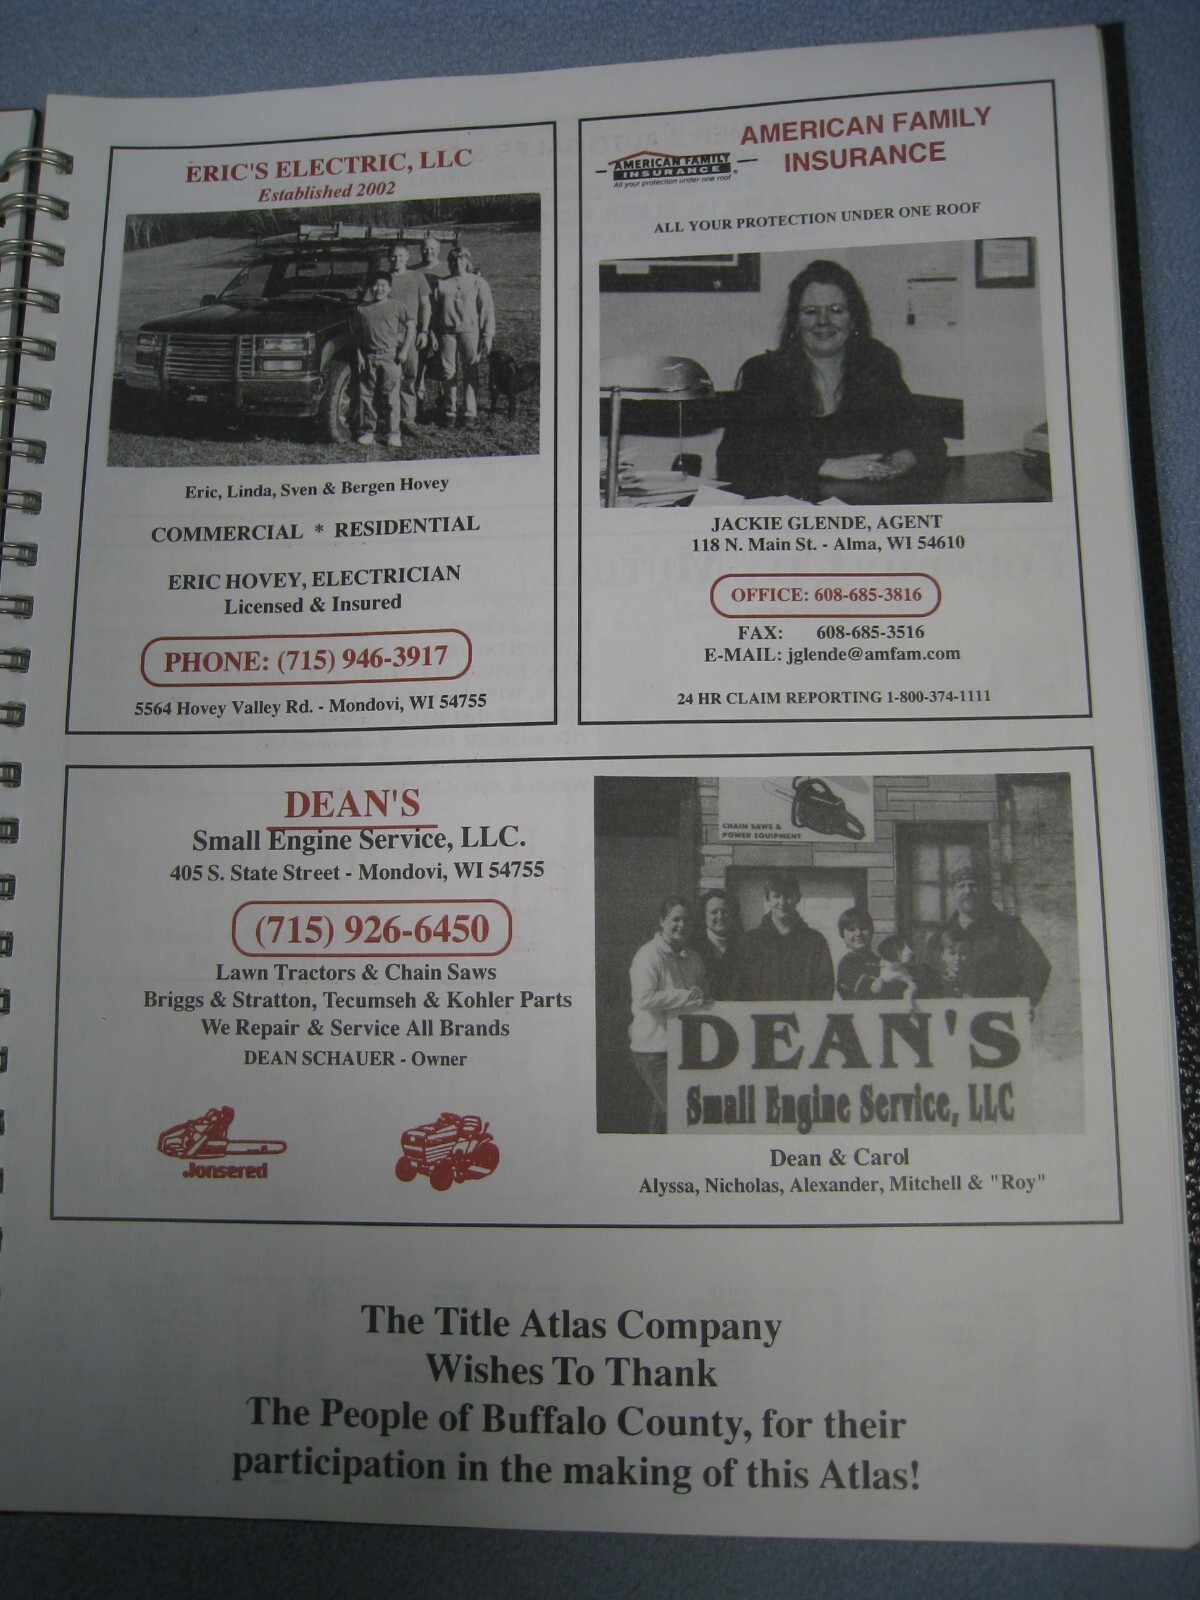 ERIC'S ELECTRIC, LLC
Established 2002
Eric, Linda, Sven & Bergen Hovey
COMMERCIAL * RESIDENTIAL
ERIC HOVEY, ELECTRICIAN
Licensed & Insured
PHONE: (715) 946-3917
5564 Hovey Valley Rd. - Mondovi, WI 54755
AMERICAN FAMILY
INSURANCE
All your protection under one roof
®
AMERICAN FAMILY
INSURANCE
ALL YOUR PROTECTION UNDER ONE ROOF
JACKIE GLENDE, AGENT
118 N. Main St. - Alma, WI 54610
OFFICE: 608-685-3816
FAX: 608-685-3516
E-MAIL: jglende@amfam.com
24 HR CLAIM REPORTING 1-800-374-1111
DEAN'S
Small Engine Service, LLC.
405 S. State Street - Mondovi, WI 54755
(715) 926-6450
Lawn Tractors & Chain Saws
Briggs & Stratton, Tecumseh & Kohler Parts
We Repair & Service All Brands
DEAN SCHAUER - Owner
Jonsered
CHAIN SAWS &
POWER EQUIPMENT
DEAN'S
Small Engine Service, LLC
Dean & Carol
Alyssa, Nicholas, Alexander, Mitchell & "Roy"
The Title Atlas Company
Wishes To Thank
The People of Buffalo County, for their
participation in the making of this Atlas!